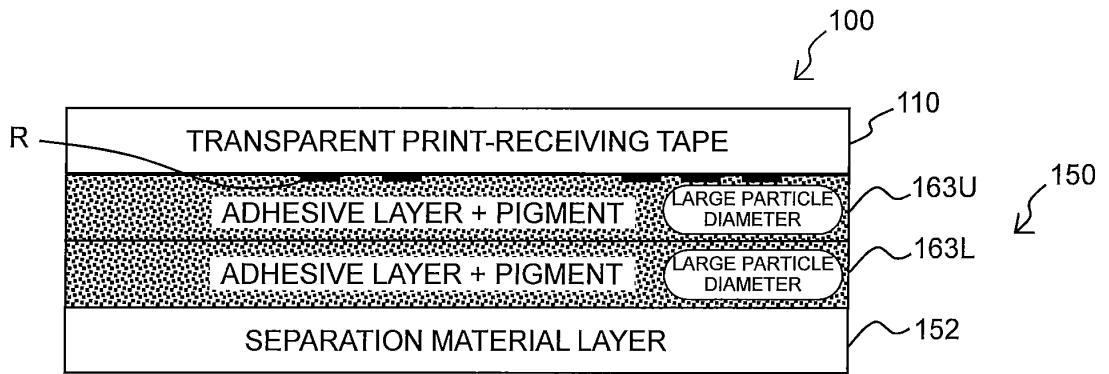 100
110
TRANSPARENT PRINT-RECEIVING TAPE
R
163U
150
ADHESIVE LAYER + PIGMENT
LARGE PARTICLE
DIAMETER
163L
ADHESIVE LAYER + PIGMENT
LARGE PARTICLE
DIAMETER
152
SEPARATION MATERIAL LAYER